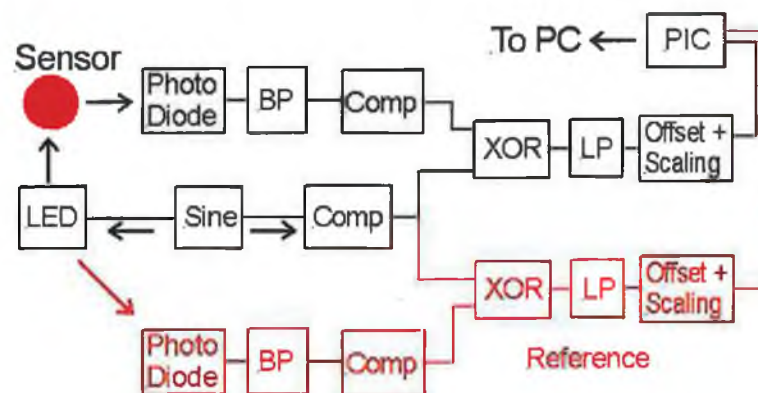 To PC
PIC
Sensor
Photo
Diode
BP
Comp
XOR
LP
Offset +
Scaling
LED
Sine
Comp
XOR
LP
Offset +
Scaling
Photo
Diode
BP
Comp
Reference